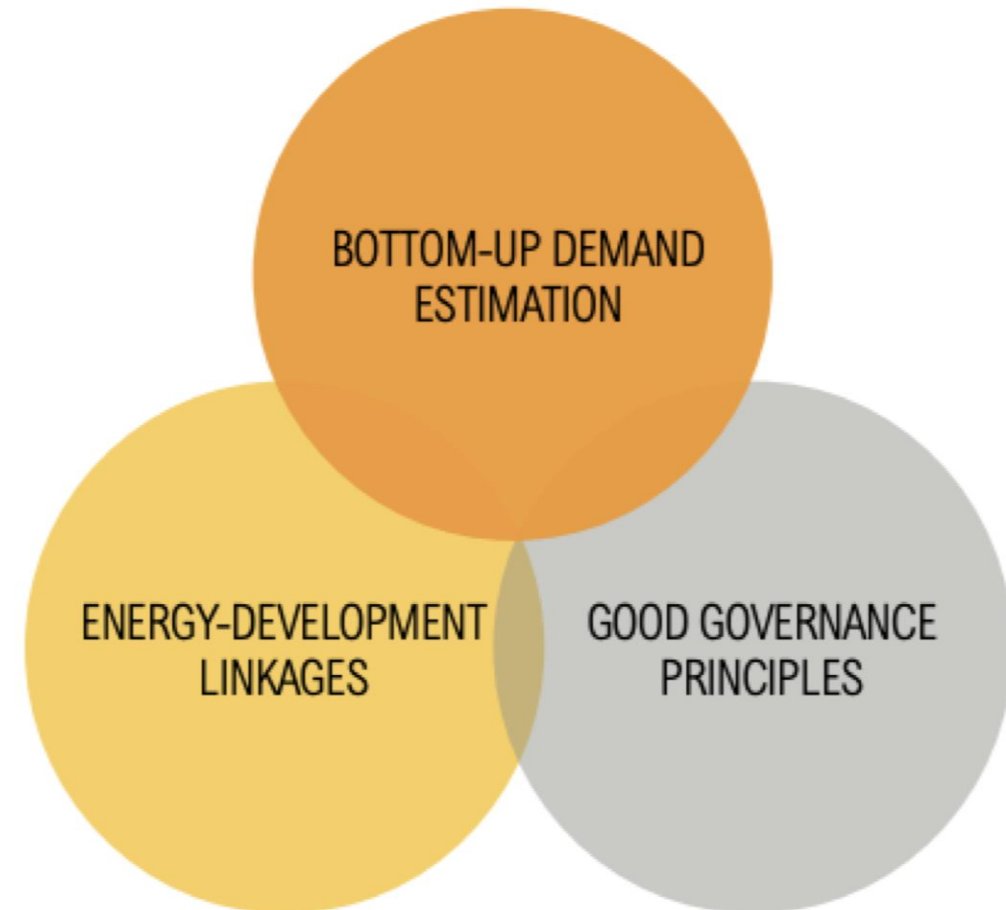 BOTTOM-UP DEMAND
ESTIMATION
ENERGY-DEVELOPMENT
LINKAGES
GOOD GOVERNANCE
PRINCIPLES